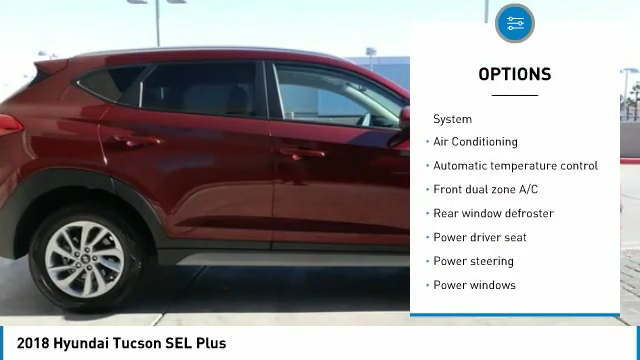 OPTIONS
System
• Air Conditioning
• Automatic temperature control
• Front dual zone A/C
• Rear window defroster
• Power driver seat
• Power steering
• Power windows
2018 Hyundai Tucson SEL Plus